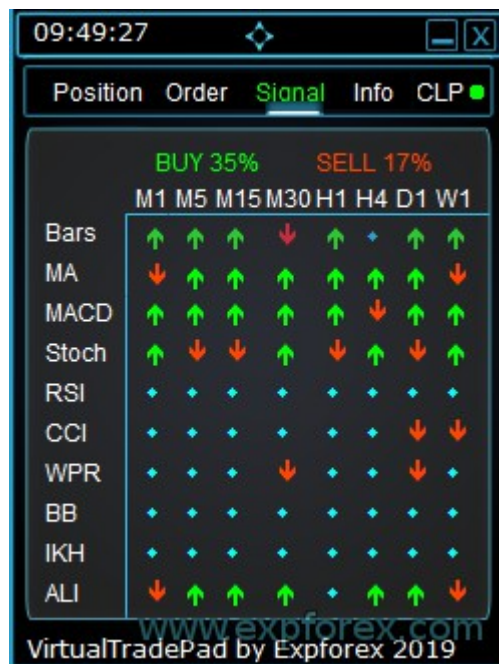 09:49:27
X
Position Order Signal Info CLP
BUY 35% SELL 17%
M1 M5 M15 M30 H1 H4 D1 W1
Bars
MA
MACD
Stoch
RSI
CCI
WPR
BB
IKH
ALI
www.expforex.com
VirtualTradePad by Expforex 2019